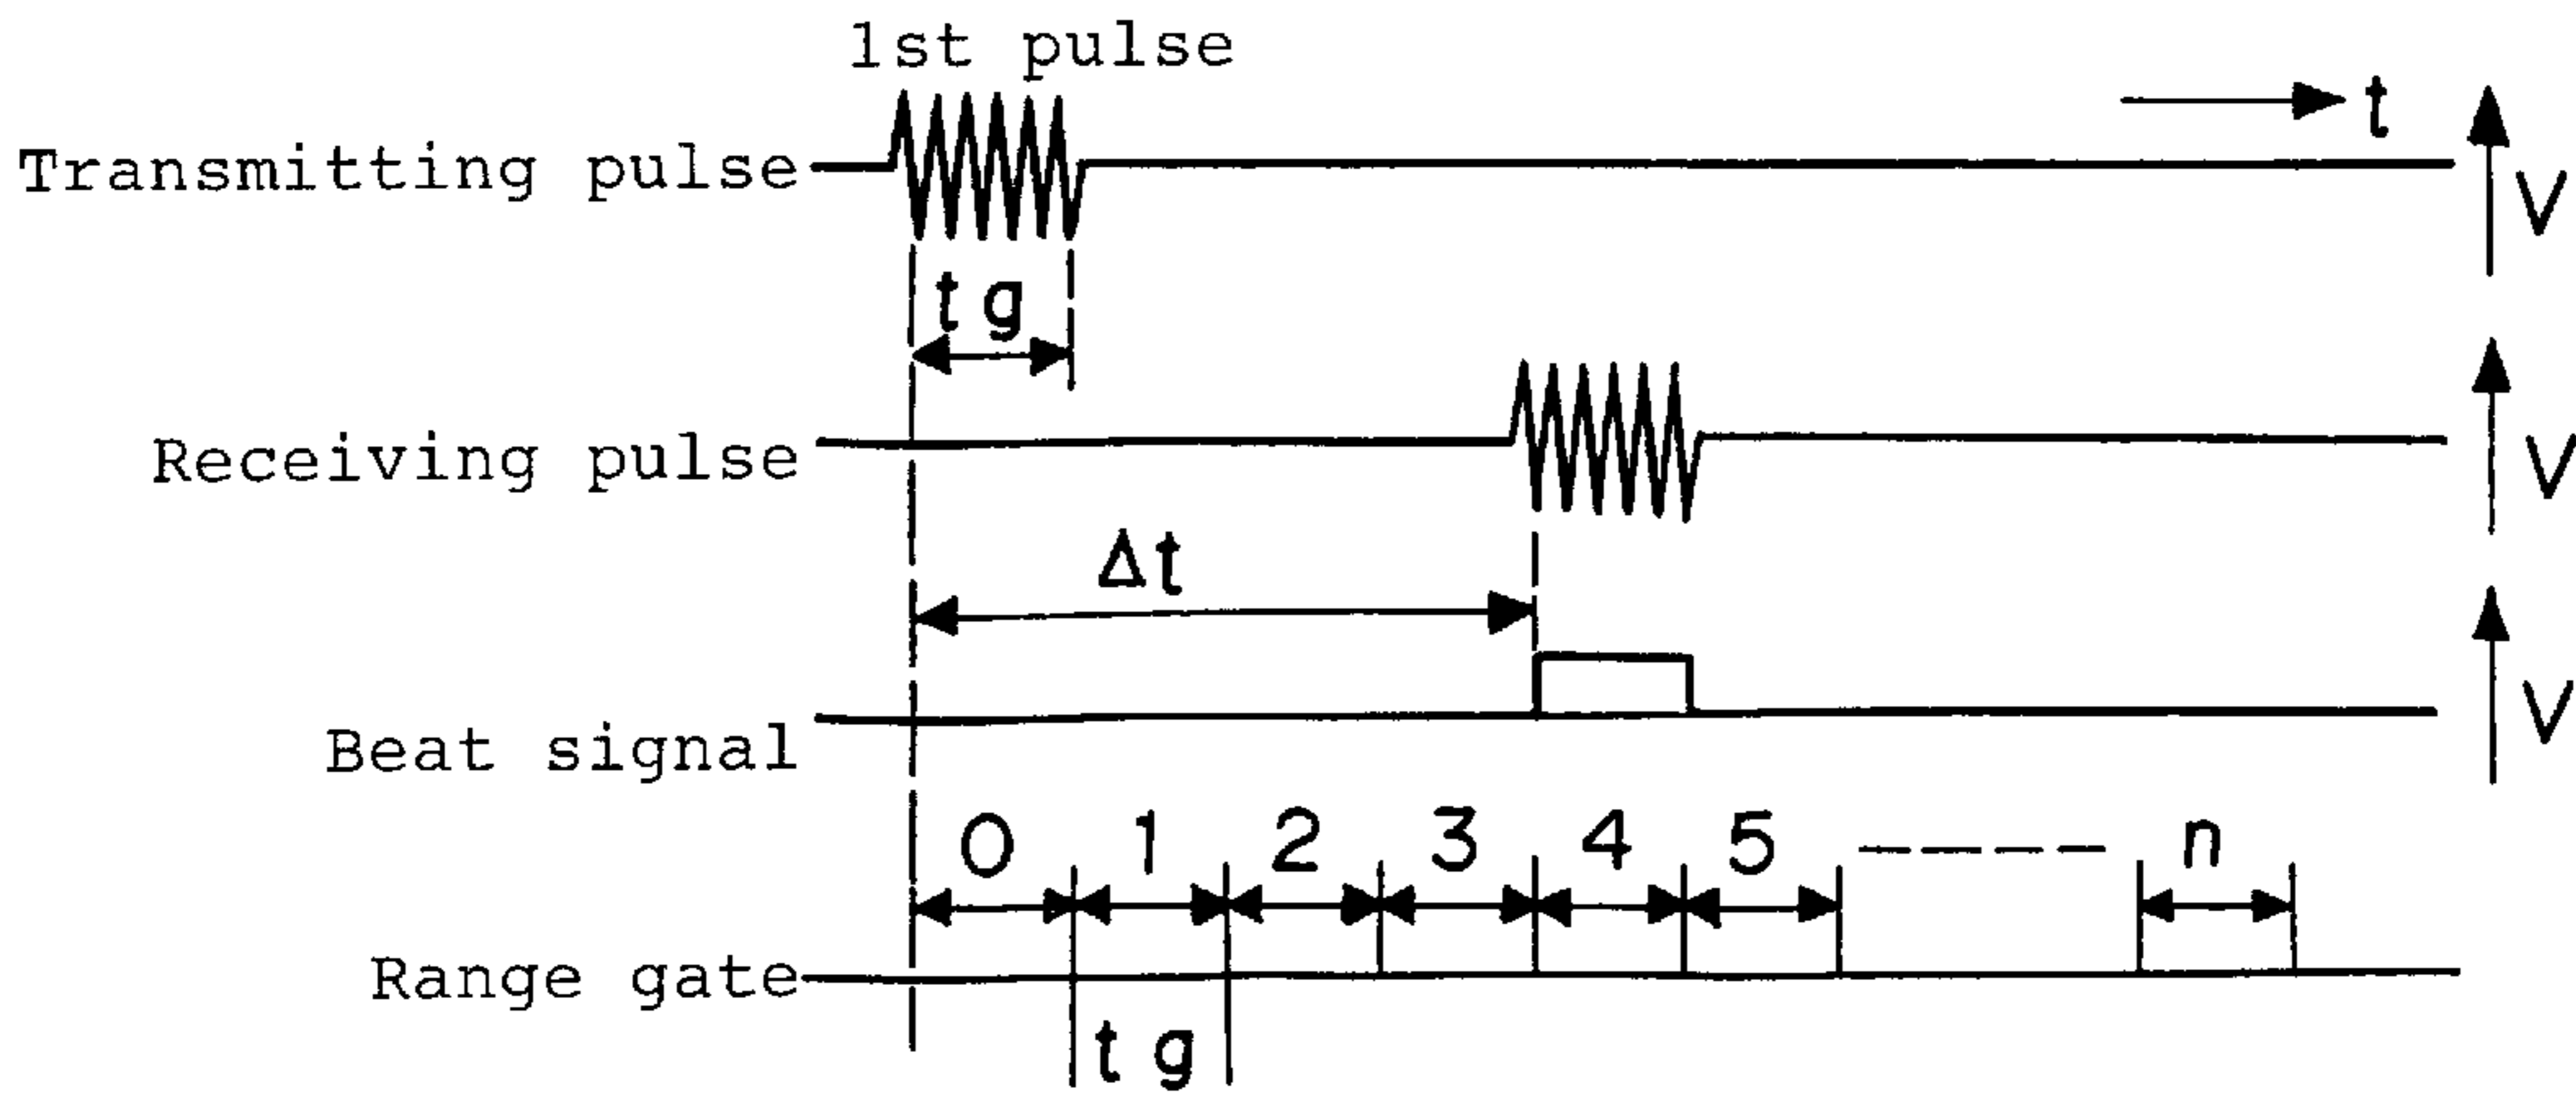 1st pulse
t
Transmitting pulse
V
tg
Receiving pulse
V
Δt
Beat signal
V
0 1 2 3 4 5 n
Range gate
tg